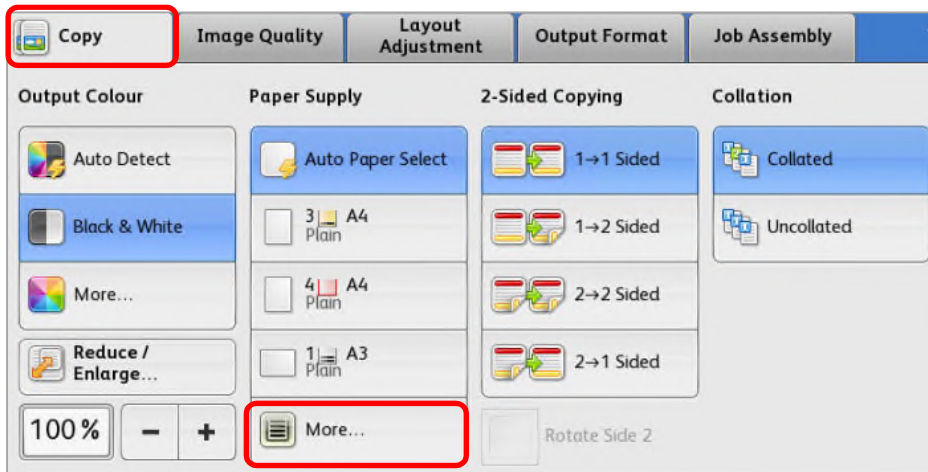 Copy
Image Quality
Layout
Adjustment
Output Format
Job Assembly
Output Colour
Paper Supply
2-Sided Copying
Collation
Auto Detect
Black & White
More...
Reduce /
Enlarge...
100%
−
+
Auto Paper Select
3 A4
Plain
4 A4
Plain
1 A3
Plain
More...
1→1 Sided
1→2 Sided
2→2 Sided
2→1 Sided
Rotate Side 2
Collated
Uncollated